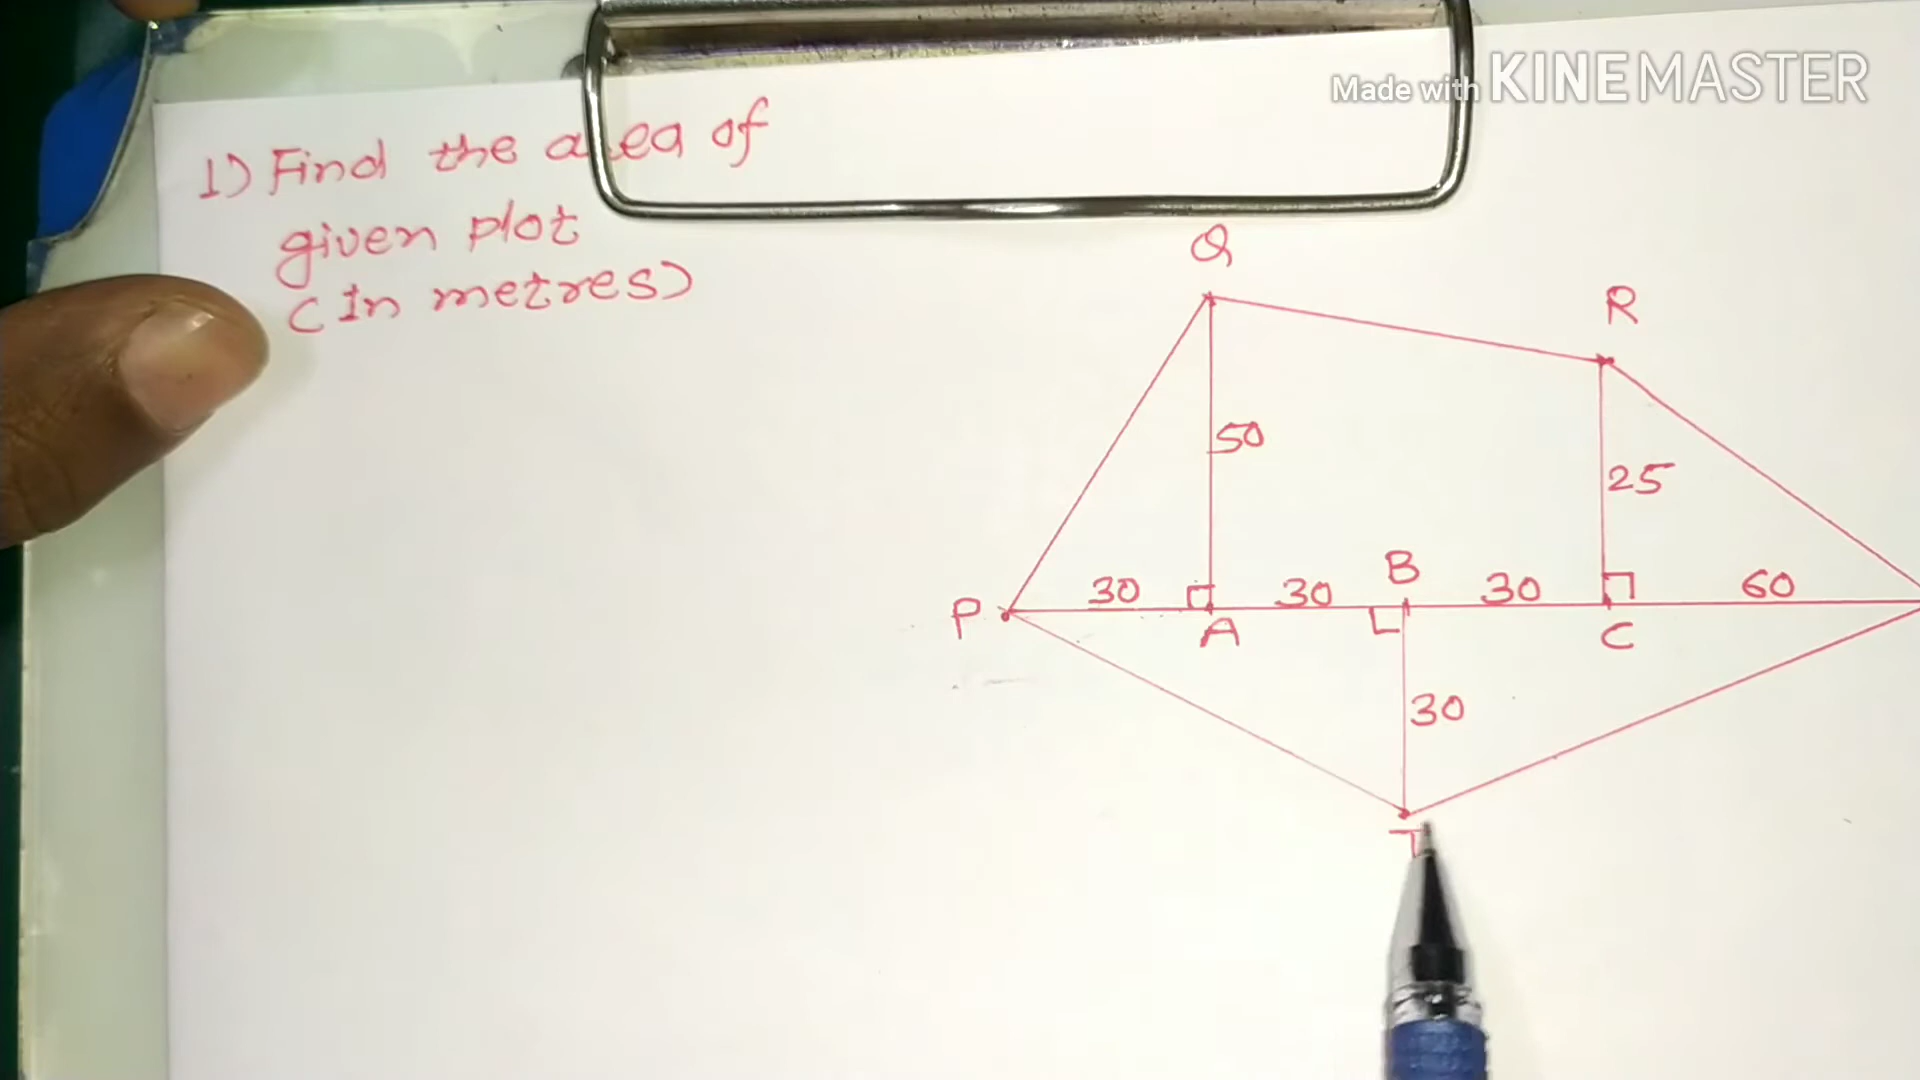 Made with KINEMASTER
1) Find the area of
given plot
(In metres)
Q
R
50
25
B
30 30 30 60
P A C
30
T